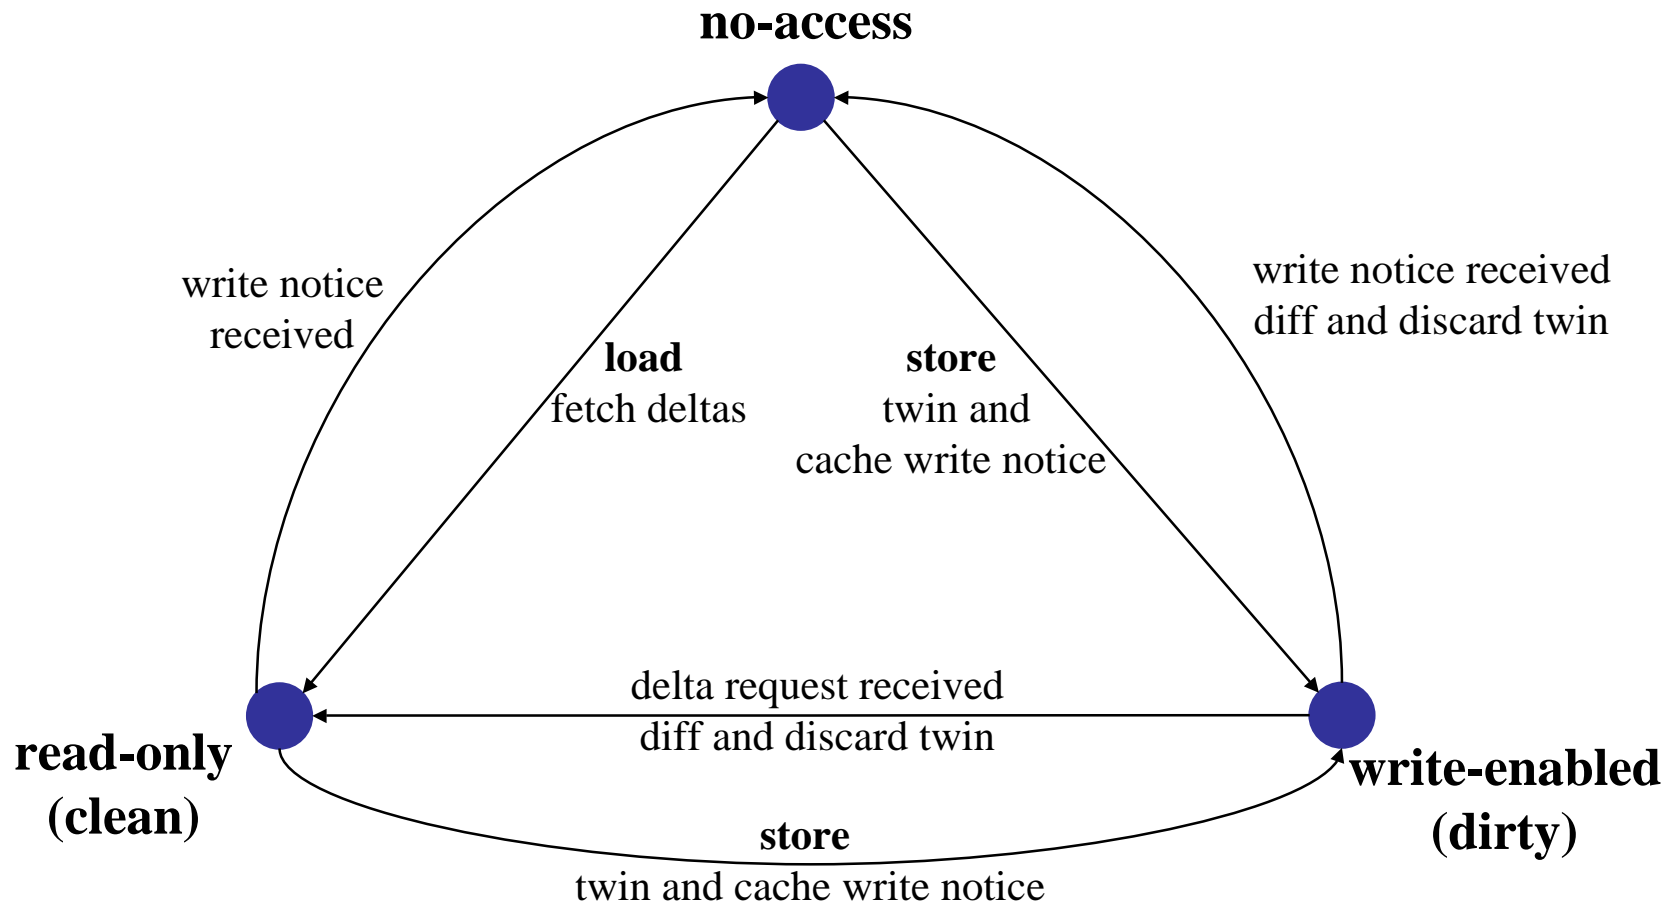 no-access
write notice
received
write notice received
diff and discard twin
load
fetch deltas
store
twin and
cache write notice
delta request received
diff and discard twin
read-only
(clean)
write-enabled
(dirty)
store
twin and cache write notice